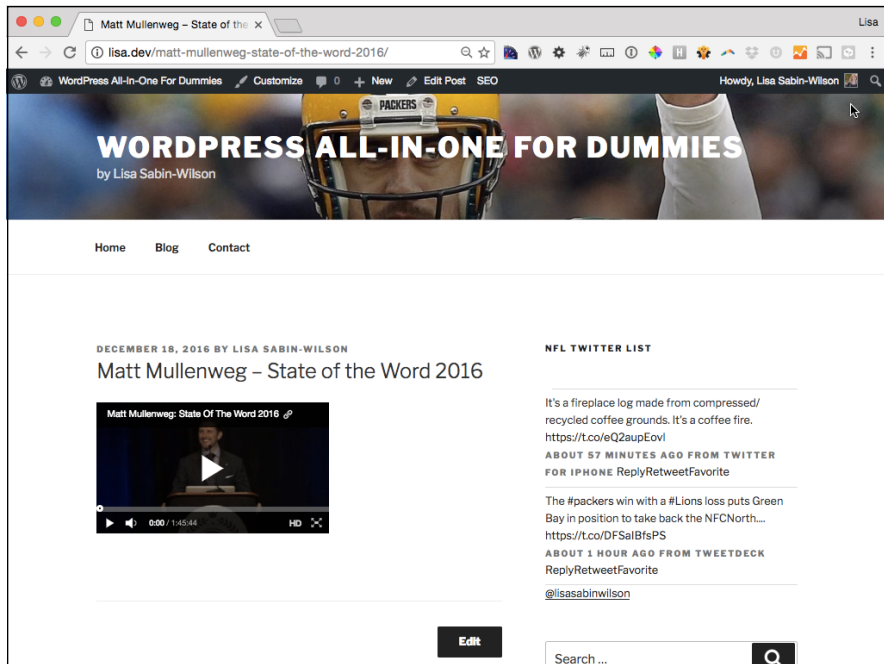 Matt Mullenweg – State of the
Lisa
lisa.dev/matt-mullenweg-state-of-the-word-2016/
WordPress All-In-One For Dummies Customize 0 + New Edit Post SEO Howdy, Lisa Sabin-Wilson
PACKERS
WORDPRESS ALL-IN-ONE FOR DUMMIES
by Lisa Sabin-Wilson
Home Blog Contact
DECEMBER 18, 2016 BY LISA SABIN-WILSON
Matt Mullenweg – State of the Word 2016
Matt Mullenweg: State Of The Word 2016
0:00 / 1:45:44 HD
Edit
NFL TWITTER LIST
It's a fireplace log made from compressed/
recycled coffee grounds. It's a coffee fire.
https://t.co/eQ2aupEovl
ABOUT 57 MINUTES AGO FROM TWITTER
FOR IPHONE ReplyRetweetFavorite
The #packers win with a #Lions loss puts Green
Bay in position to take back the NFCNorth....
https://t.co/DFSaIBfsPS
ABOUT 1 HOUR AGO FROM TWEETDECK
ReplyRetweetFavorite
@lisasabinwilson
Search ...